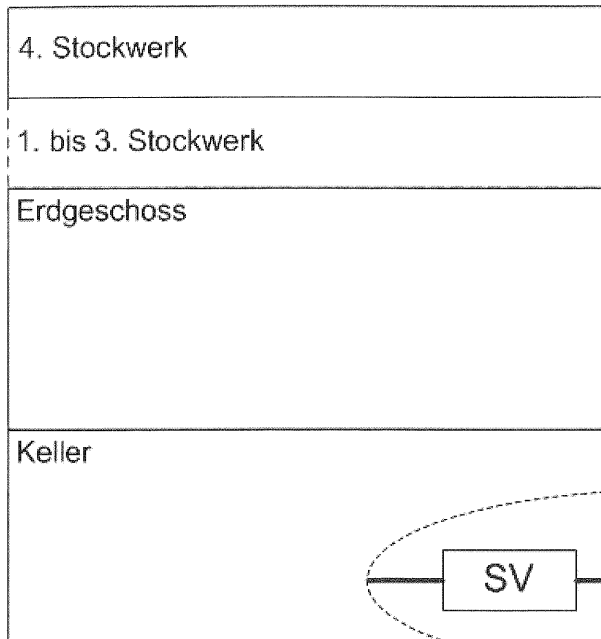 4. Stockwerk
1. bis 3. Stockwerk
Erdgeschoss
Keller
SV